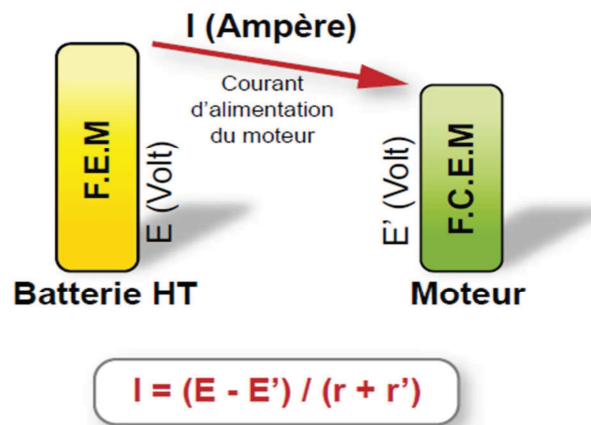 I (Ampère)
Courant
d'alimentation
du moteur
F.E.M
E (Volt)
E' (Volt)
F.C.E.M
Batterie HT
Moteur
I = (E - E') / (r + r')